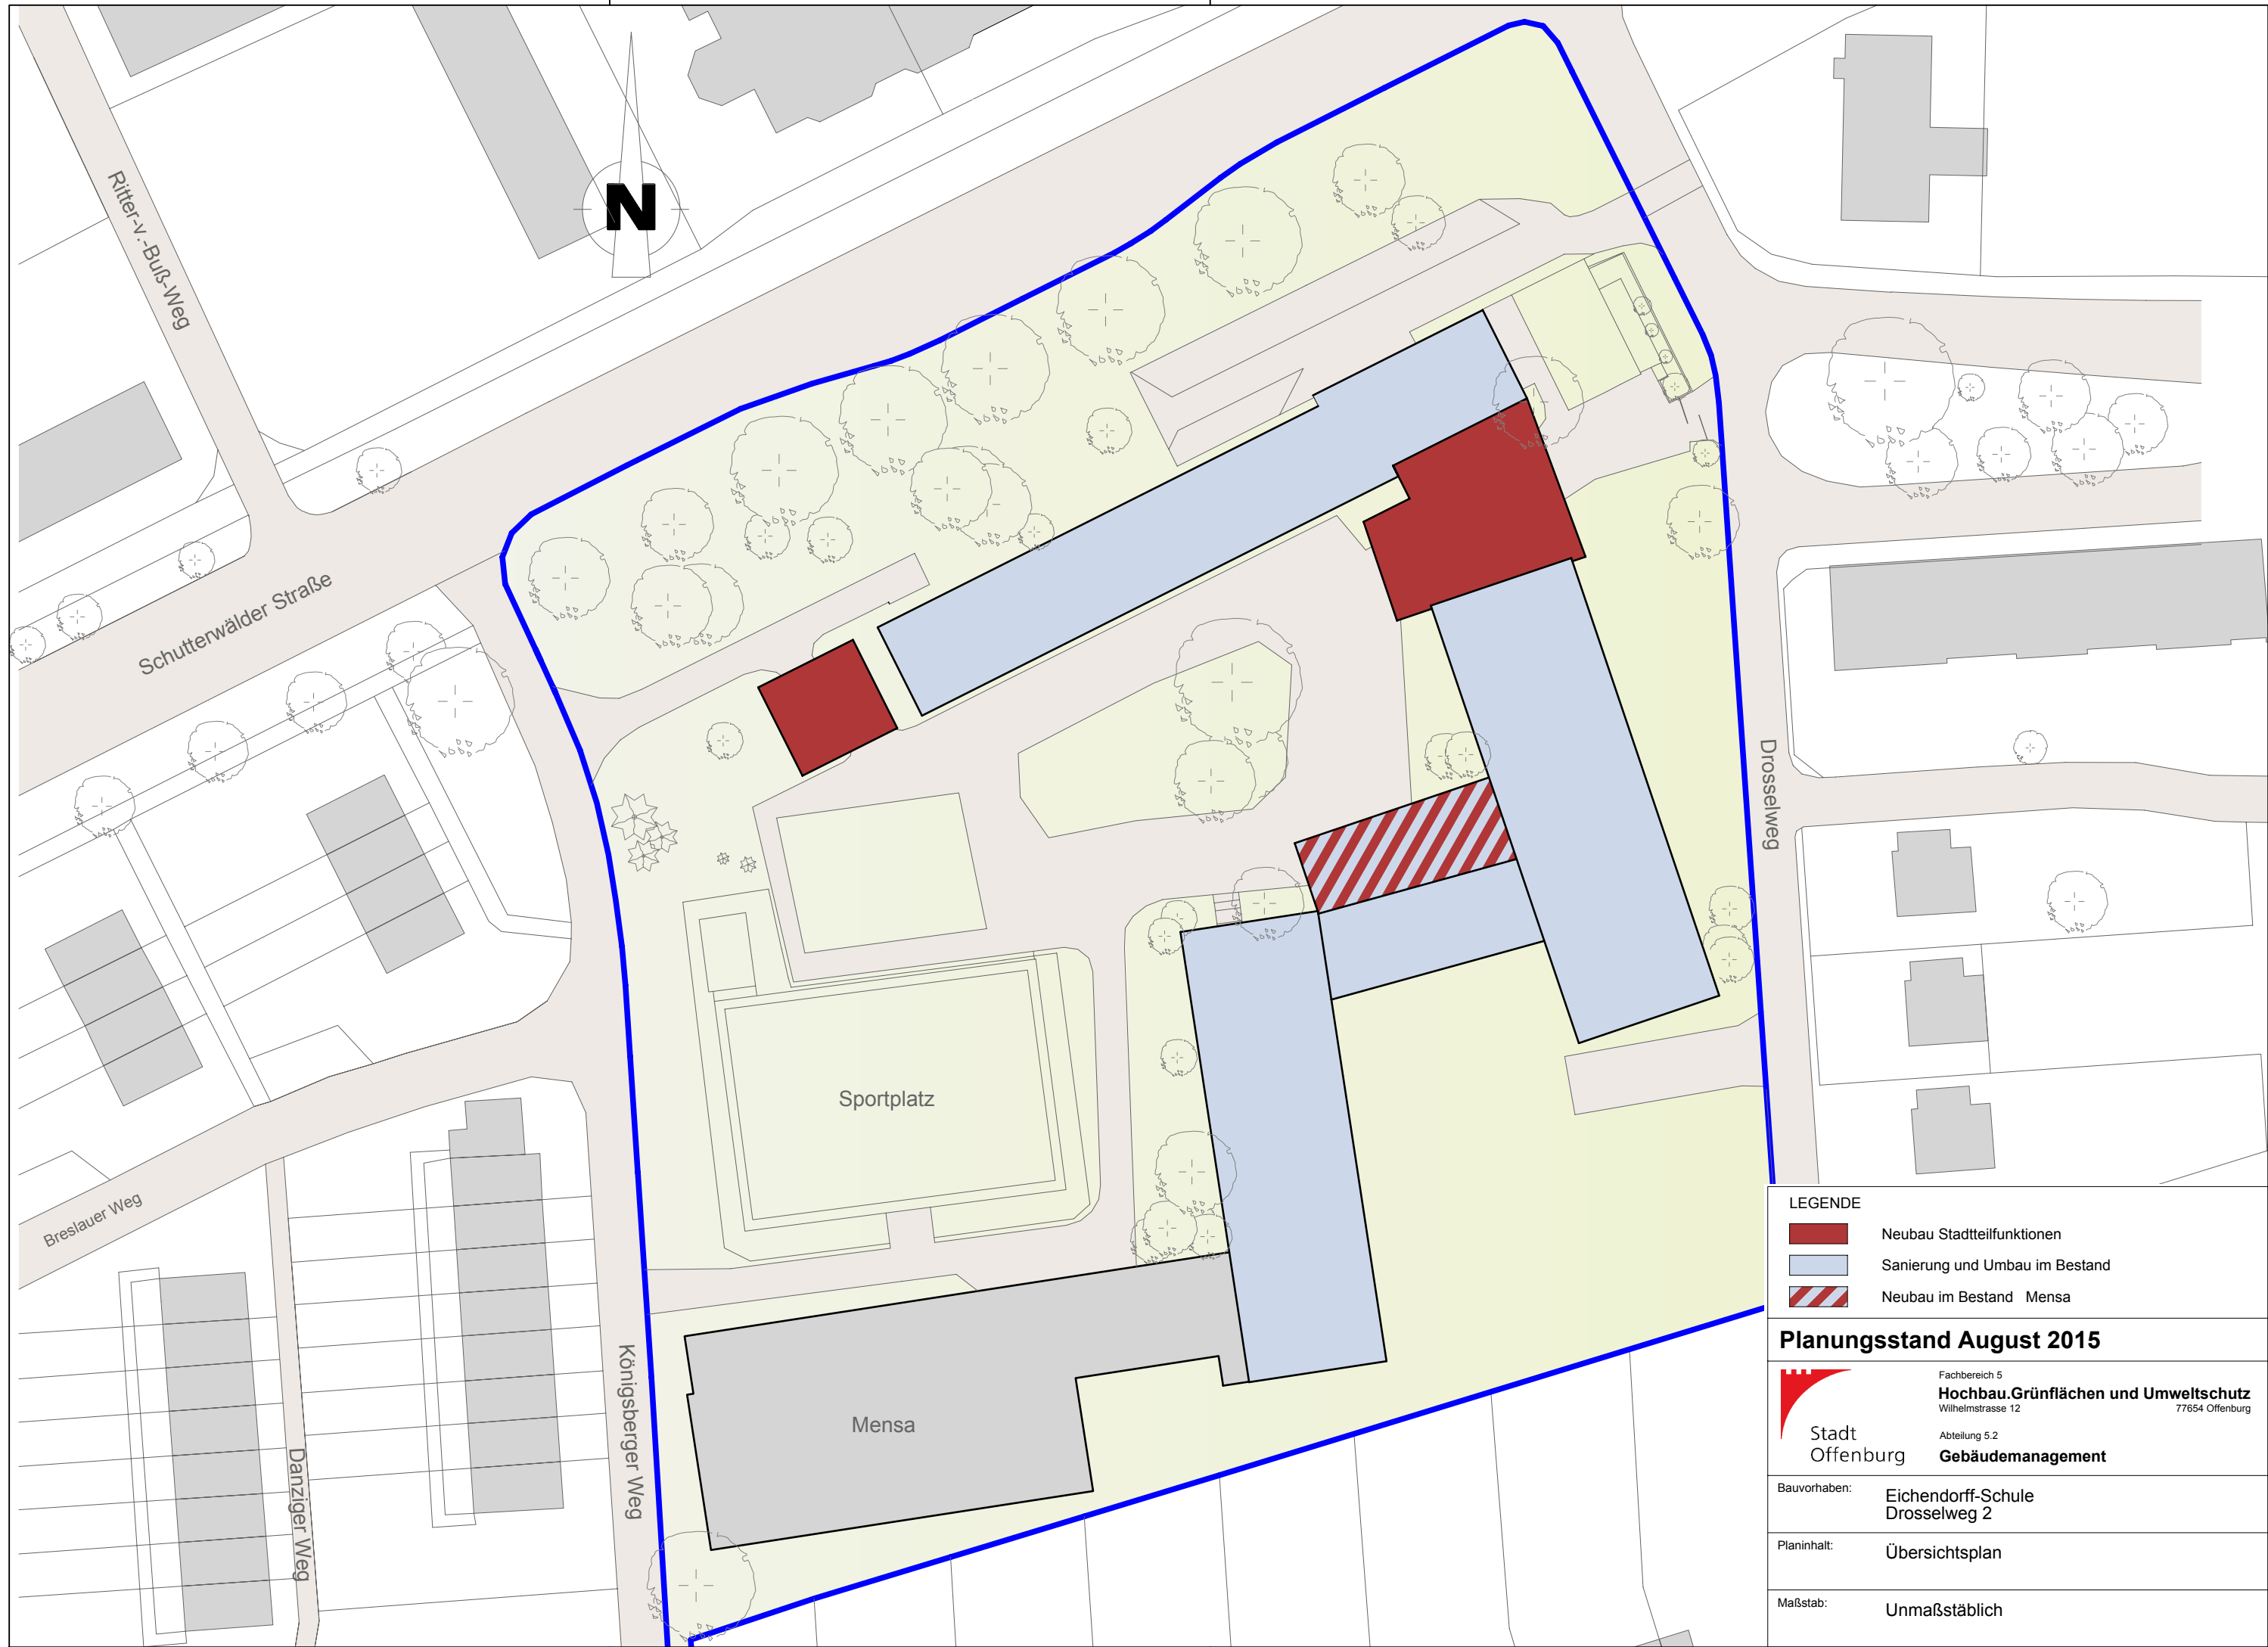 N
Ritter-v.-Buß-Weg
Schutterwälder Straße
Drosselweg
Sportplatz
Breslauer Weg
Danziger Weg
Königsberger Weg
Mensa
LEGENDE
Neubau Stadtteilfunktionen
Sanierung und Umbau im Bestand
Neubau im Bestand Mensa
Planungsstand August 2015
Stadt
Offenburg
Fachbereich 5
Hochbau.Grünflächen und Umweltschutz
Wilhelmstrasse 12 77654 Offenburg
Abteilung 5.2
Gebäudemanagement
Bauvorhaben: Eichendorff-Schule
Drosselweg 2
Planinhalt: Übersichtsplan
Maßstab: Unmaßstäblich